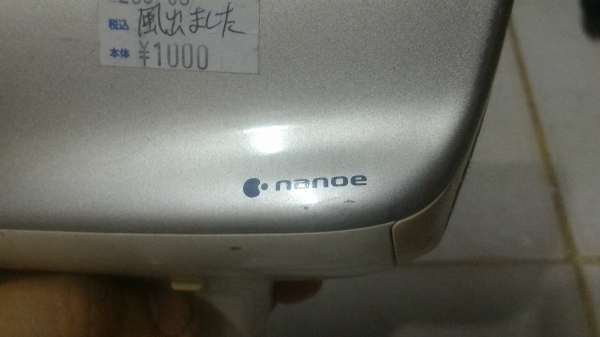 税込 風出ました
本体 ¥1000
nanoe